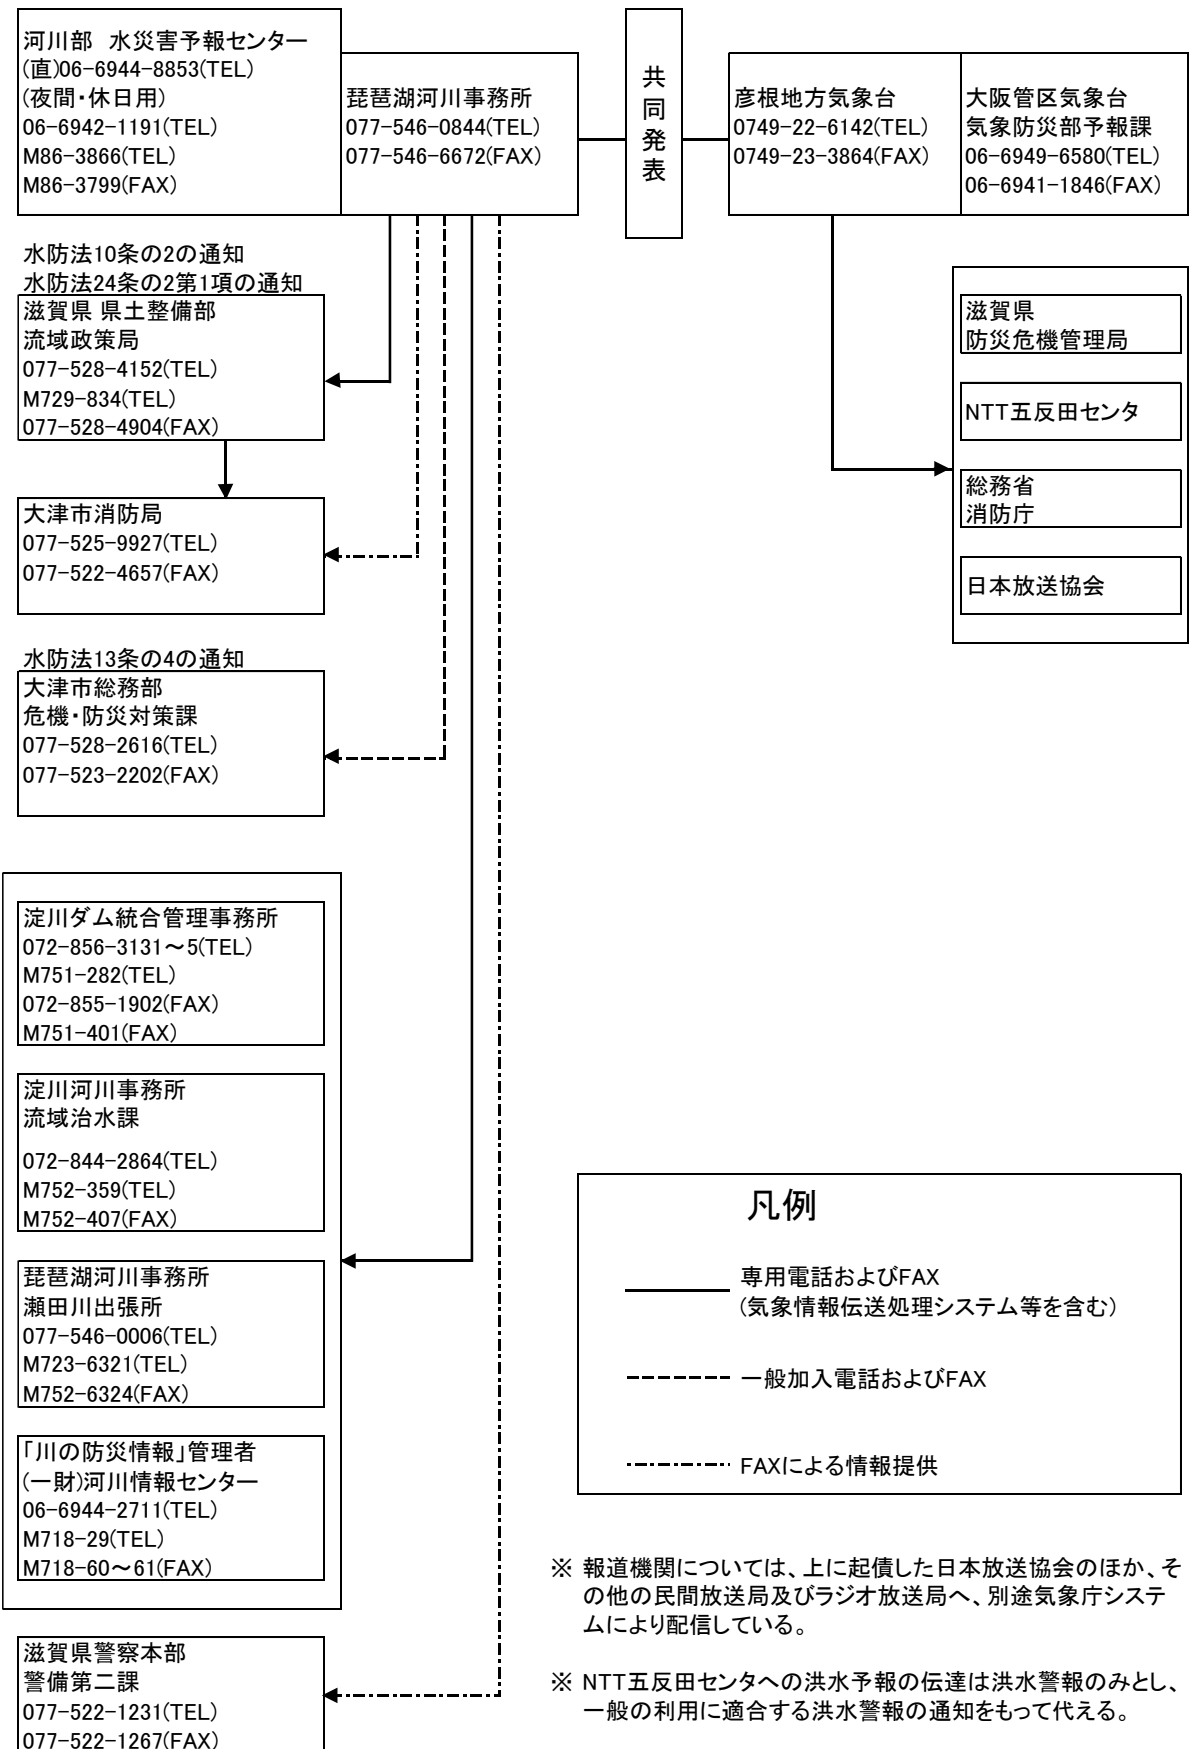 河川部　水災害予報センター
(直)06-6944-8853(TEL)
(夜間・休日用)
06-6942-1191(TEL)
M86-3866(TEL)
M86-3799(FAX)
琵琶湖河川事務所
077-546-0844(TEL)
077-546-6672(FAX)
共同発表
彦根地方気象台
0749-22-6142(TEL)
0749-23-3864(FAX)
大阪管区気象台
気象防災部予報課
06-6949-6580(TEL)
06-6941-1846(FAX)
水防法10条の2の通知
水防法24条の2第1項の通知
滋賀県 県土整備部
流域政策局
077-528-4152(TEL)
M729-834(TEL)
077-528-4904(FAX)
大津市消防局
077-525-9927(TEL)
077-522-4657(FAX)
水防法13条の4の通知
大津市総務部
危機・防災対策課
077-528-2616(TEL)
077-523-2202(FAX)
滋賀県
防災危機管理局
NTT五反田センタ
総務省
消防庁
日本放送協会
淀川ダム統合管理事務所
072-856-3131～5(TEL)
M751-282(TEL)
072-855-1902(FAX)
M751-401(FAX)
淀川河川事務所
流域治水課
072-844-2864(TEL)
M752-359(TEL)
M752-407(FAX)
琵琶湖河川事務所
瀬田川出張所
077-546-0006(TEL)
M723-6321(TEL)
M752-6324(FAX)
「川の防災情報」管理者
(一財)河川情報センター
06-6944-2711(TEL)
M718-29(TEL)
M718-60～61(FAX)
滋賀県警察本部
警備第二課
077-522-1231(TEL)
077-522-1267(FAX)
凡例
専用電話およびFAX
(気象情報伝送処理システム等を含む)
一般加入電話およびFAX
FAXによる情報提供
※ 報道機関については、上に起債した日本放送協会のほか、そ
の他の民間放送局及びラジオ放送局へ、別途気象庁システ
ムにより配信している。
※ NTT五反田センタへの洪水予報の伝達は洪水警報のみとし、
一般の利用に適合する洪水警報の通知をもって代える。